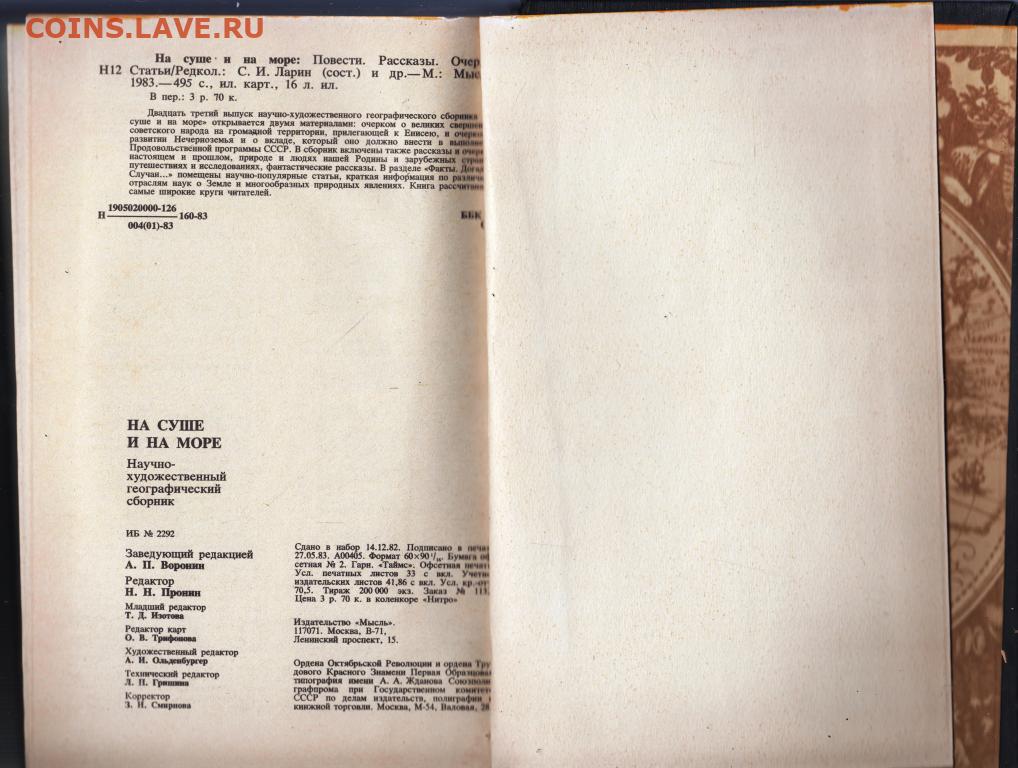 COINS.LAVE.RU
На суше и на море: Повести. Рассказы. Очер
Н12 Статьи/Редкол.: С. И. Ларин (сост.) и др.—М.: Мыс
1983.—495 с., ил. карт., 16 л. ил.
В пер.: 3 р. 70 к.
Двадцать третий выпуск научно-художественного географического сборника
суше и на море» открывается двумя материалами: очерком о великих сверше
советского народа на громадной территории, прилегающей к Енисею, и очерк
развитии Нечерноземья и о вкладе, который оно должно внести в выполн
Продовольственной программы СССР. В сборник включены также рассказы и очер
настоящем и прошлом, природе и людях нашей Родины и зарубежных стран
путешествиях и исследованиях, фантастические рассказы. В разделе «Факты. Дога
Случаи...» помещены научно-популярные статьи, краткая информация по различн
отраслям наук о Земле и многообразных природных явлениях. Книга рассчитана
самые широкие круги читателей.
1905020000-126
Н 160-83
004(01)-83
ББК
НА СУШЕ
И НА МОРЕ
Научно-
художественный
географический
сборник
ИБ № 2292
Заведующий редакцией
А. П. Воронин
Редактор
Н. Н. Пронин
Младший редактор
Т. Д. Изотова
Редактор карт
О. В. Трифонова
Художественный редактор
А. И. Ольденбургер
Технический редактор
Л. П. Гришина
Корректор
З. Н. Смирнова
Сдано в набор 14.12.82. Подписано в печа
27.05.83. А00405. Формат 60×90 1/16. Бумага оф
сетная № 2. Гарн. «Таймс». Офсетная печат
Усл. печатных листов 33 с вкл. Учетно
издательских листов 41,86 с вкл. Усл. кр.-от
70,5. Тираж 200 000 экз. Заказ №
Цена 3 р. 70 к. в коленкоре «Нитро»
Издательство «Мысль».
117071. Москва, В-71,
Ленинский проспект, 15.
Ордена Октябрьской Революции и ордена Тру
дового Красного Знамени Первая Образцова
типография имени А. А. Жданова Союзполи
графпрома при Государственном комитет
СССР по делам издательств, полиграфии
книжной торговли. Москва, М-54, Валовая, 28